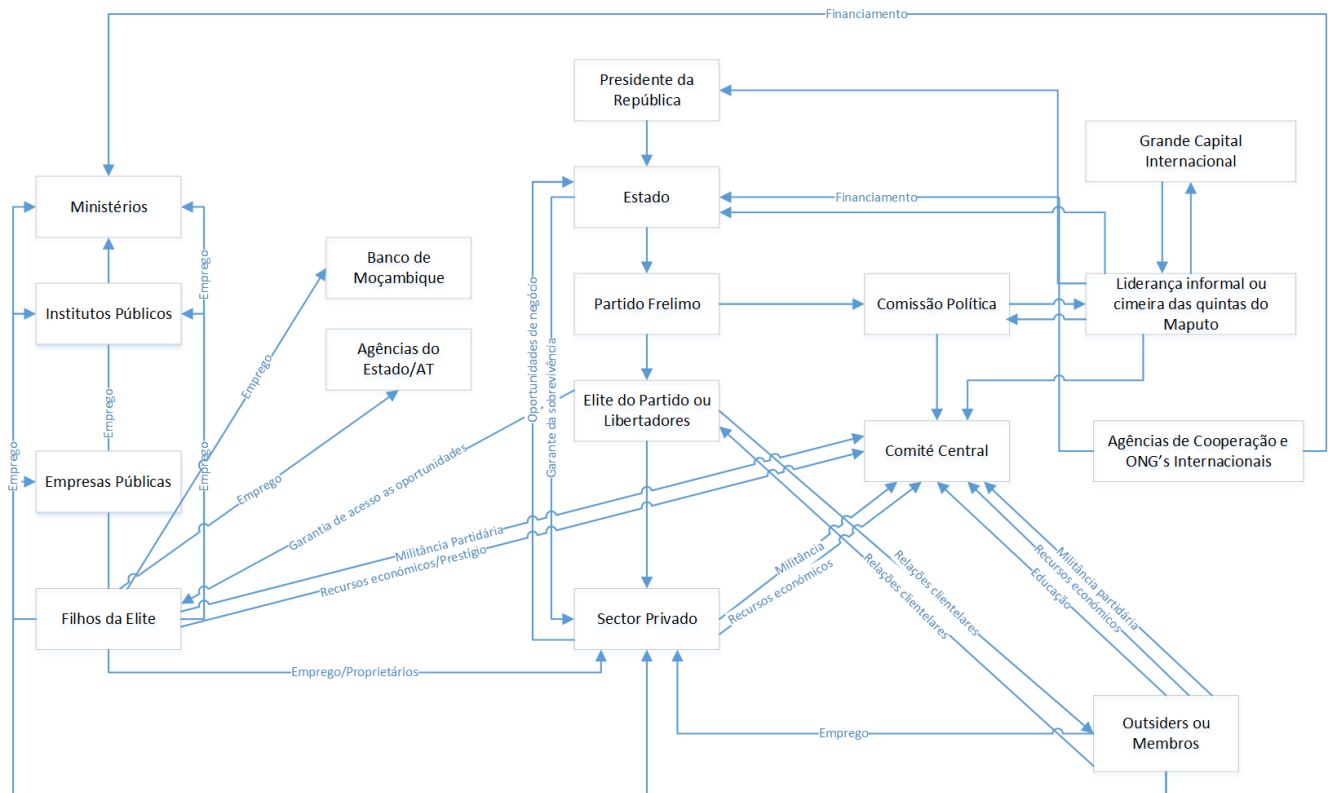 Financiamento
Presidente da
República
Grande Capital
Internacional
Ministérios
Estado
Financiamento
Emprego
Banco de
Moçambique
Institutos Públicos
Partido Frelimo
Comissão Política
Liderança informal ou
cimeira das quintas do
Maputo
Oportunidades de negócio
Garante da sobrevivência
Agências do
Estado/AT
Emprego
Emprego
Elite do Partido ou
Libertadores
Emprego
Emprego
Emprego
Empresas Públicas
Emprego
Garantia de acesso as oportunidades
Comité Central
Agências de Cooperação e
ONG's Internacionais
Militância Partidária
Recursos económicos/Prestígio
Militância
Recursos económicos
Relações clientelares
Relações clientelares
Militância partidária
Recursos económicos
Educação
Filhos da Elite
Sector Privado
Emprego/Proprietários
Emprego
Outsiders ou
Membros